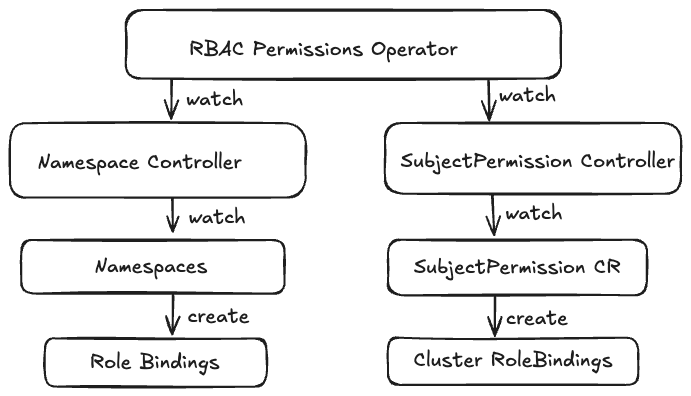 RBAC Permissions Operator
watch
watch
Namespace Controller
SubjectPermission Controller
watch
watch
Namespaces
SubjectPermission CR
create
create
Role Bindings
Cluster RoleBindings